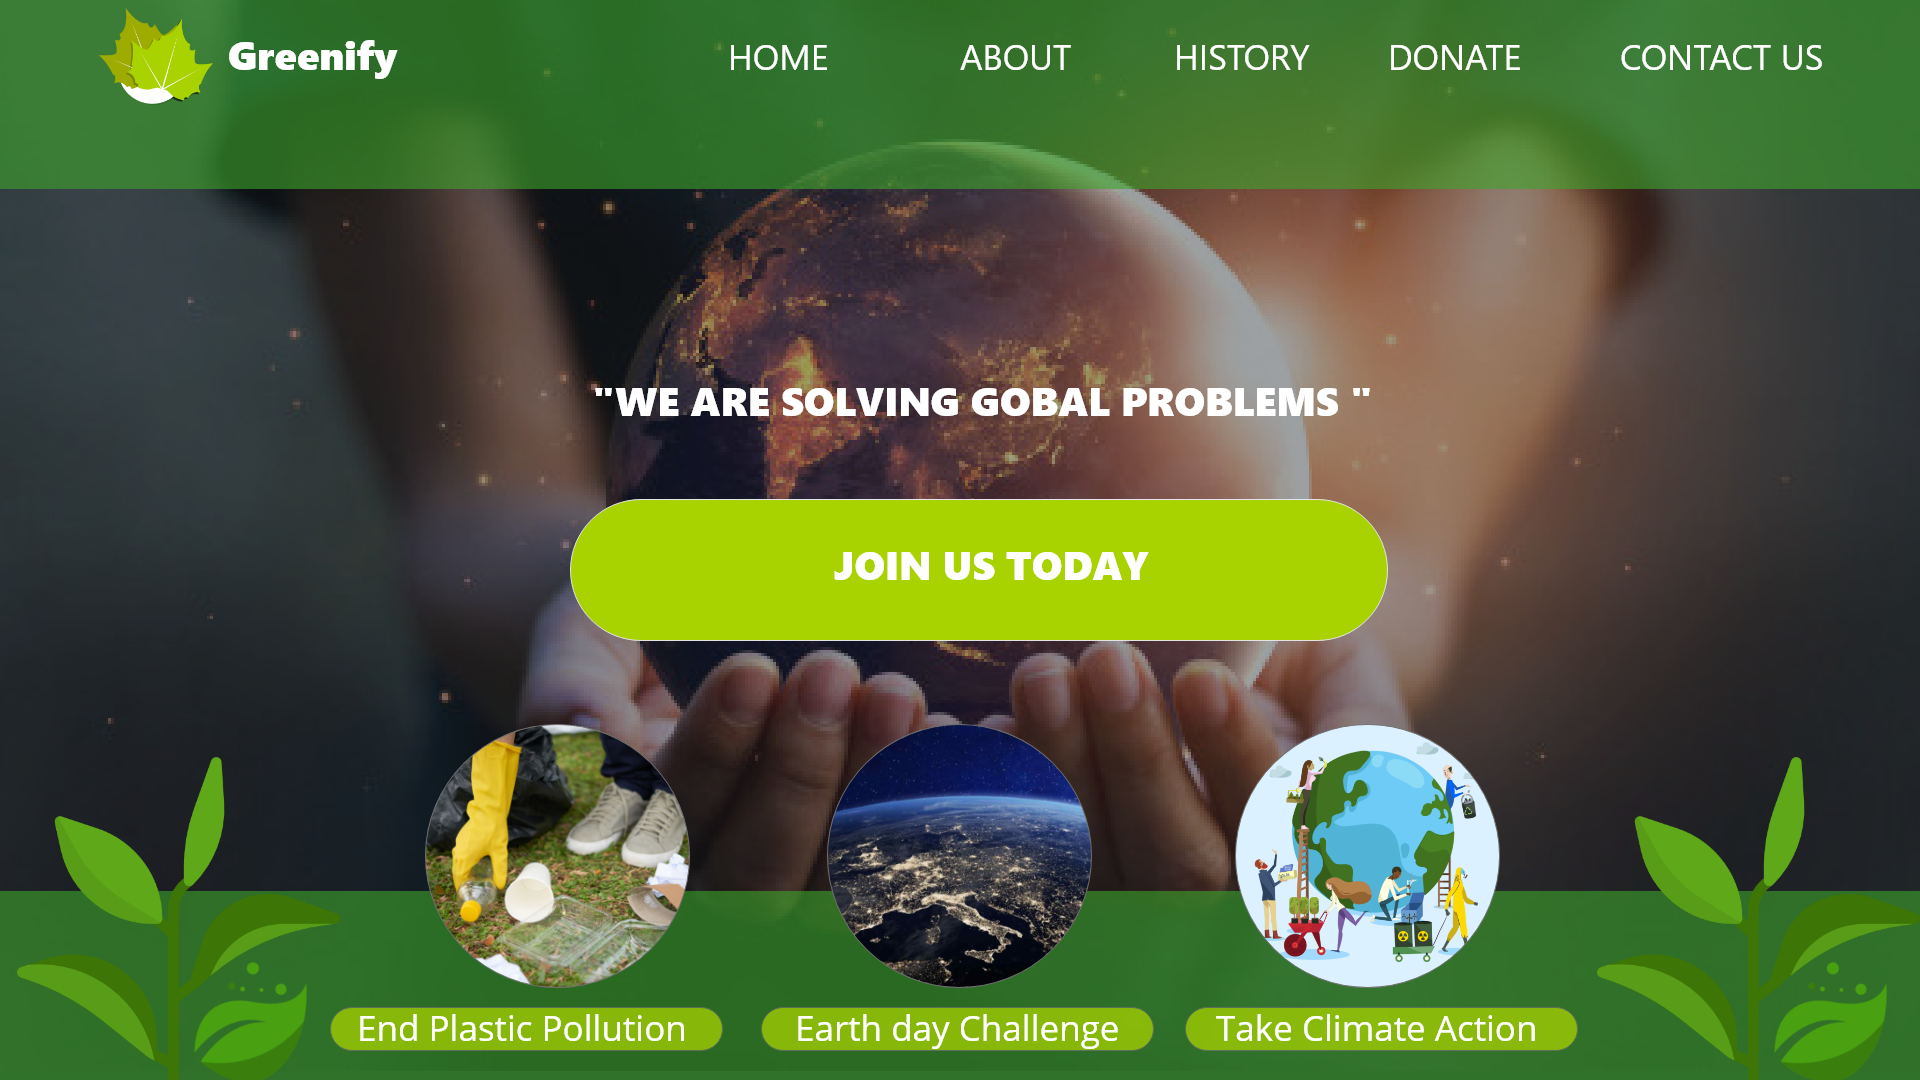 Greenify
HOME ABOUT HISTORY DONATE CONTACT US
"WE ARE SOLVING GOBAL PROBLEMS "
JOIN US TODAY
End Plastic Pollution
Earth day Challenge
Take Climate Action